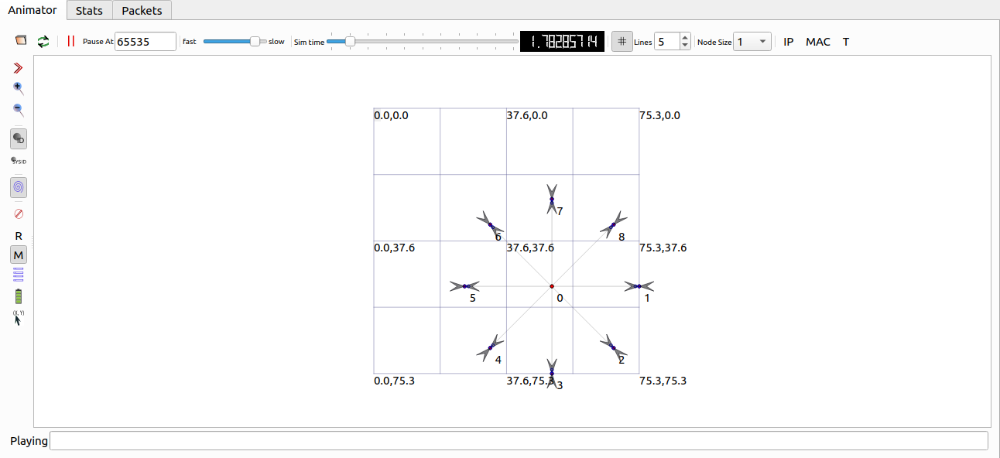 Animator Stats Packets
Pause At 65535 fast slow Sim time 1.78285714 # Lines 5 Node Size 1 IP MAC T
ID
SYSID
R
M
(X, Y)
0.0,0.0 37.6,0.0 75.3,0.0
7
6 8
0.0,37.6 37.6,37.6 75.3,37.6
5 0 1
4 2
0.0,75.3 37.6,75.3 3 75.3,75.3
Playing